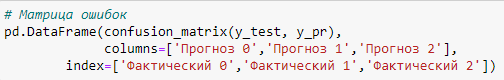 # Матрица ошибок
pd.DataFrame(confusion_matrix(y_test, y_pr),
columns=['Прогноз 0','Прогноз 1','Прогноз 2'],
index=['Фактический 0','Фактический 1','Фактический 2'])